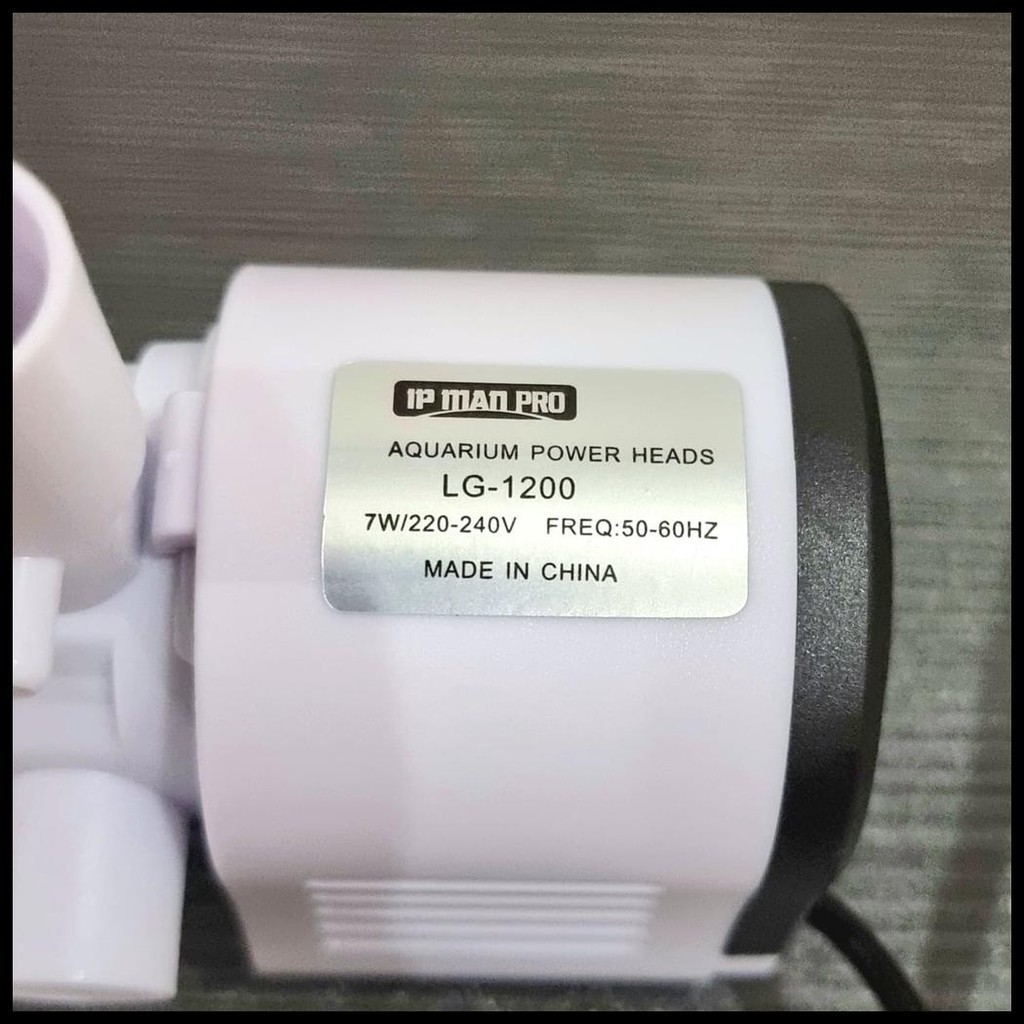 IP MAN PRO
AQUARIUM POWER HEADS
LG-1200
7W/220-240V FREQ:50-60HZ
MADE IN CHINA